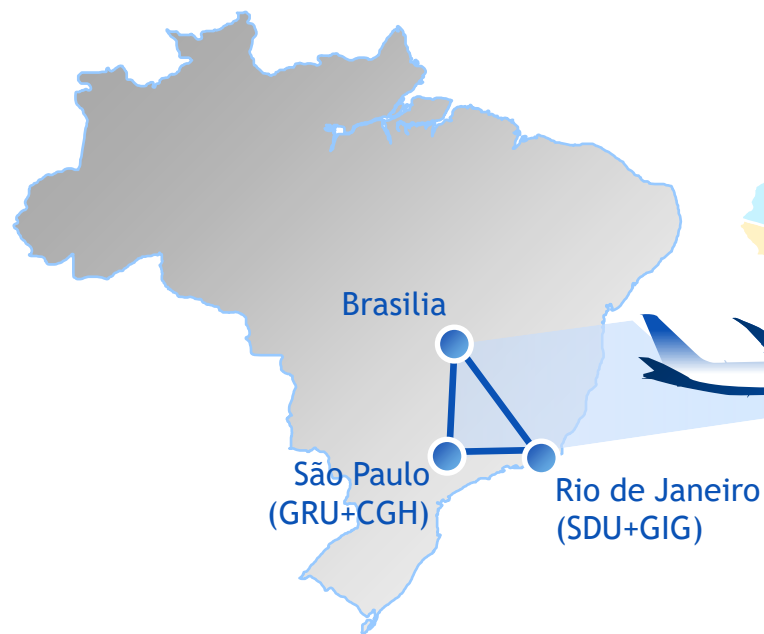 Brasilia
São Paulo
(GRU+CGH)
Rio de Janeiro
(SDU+GIG)